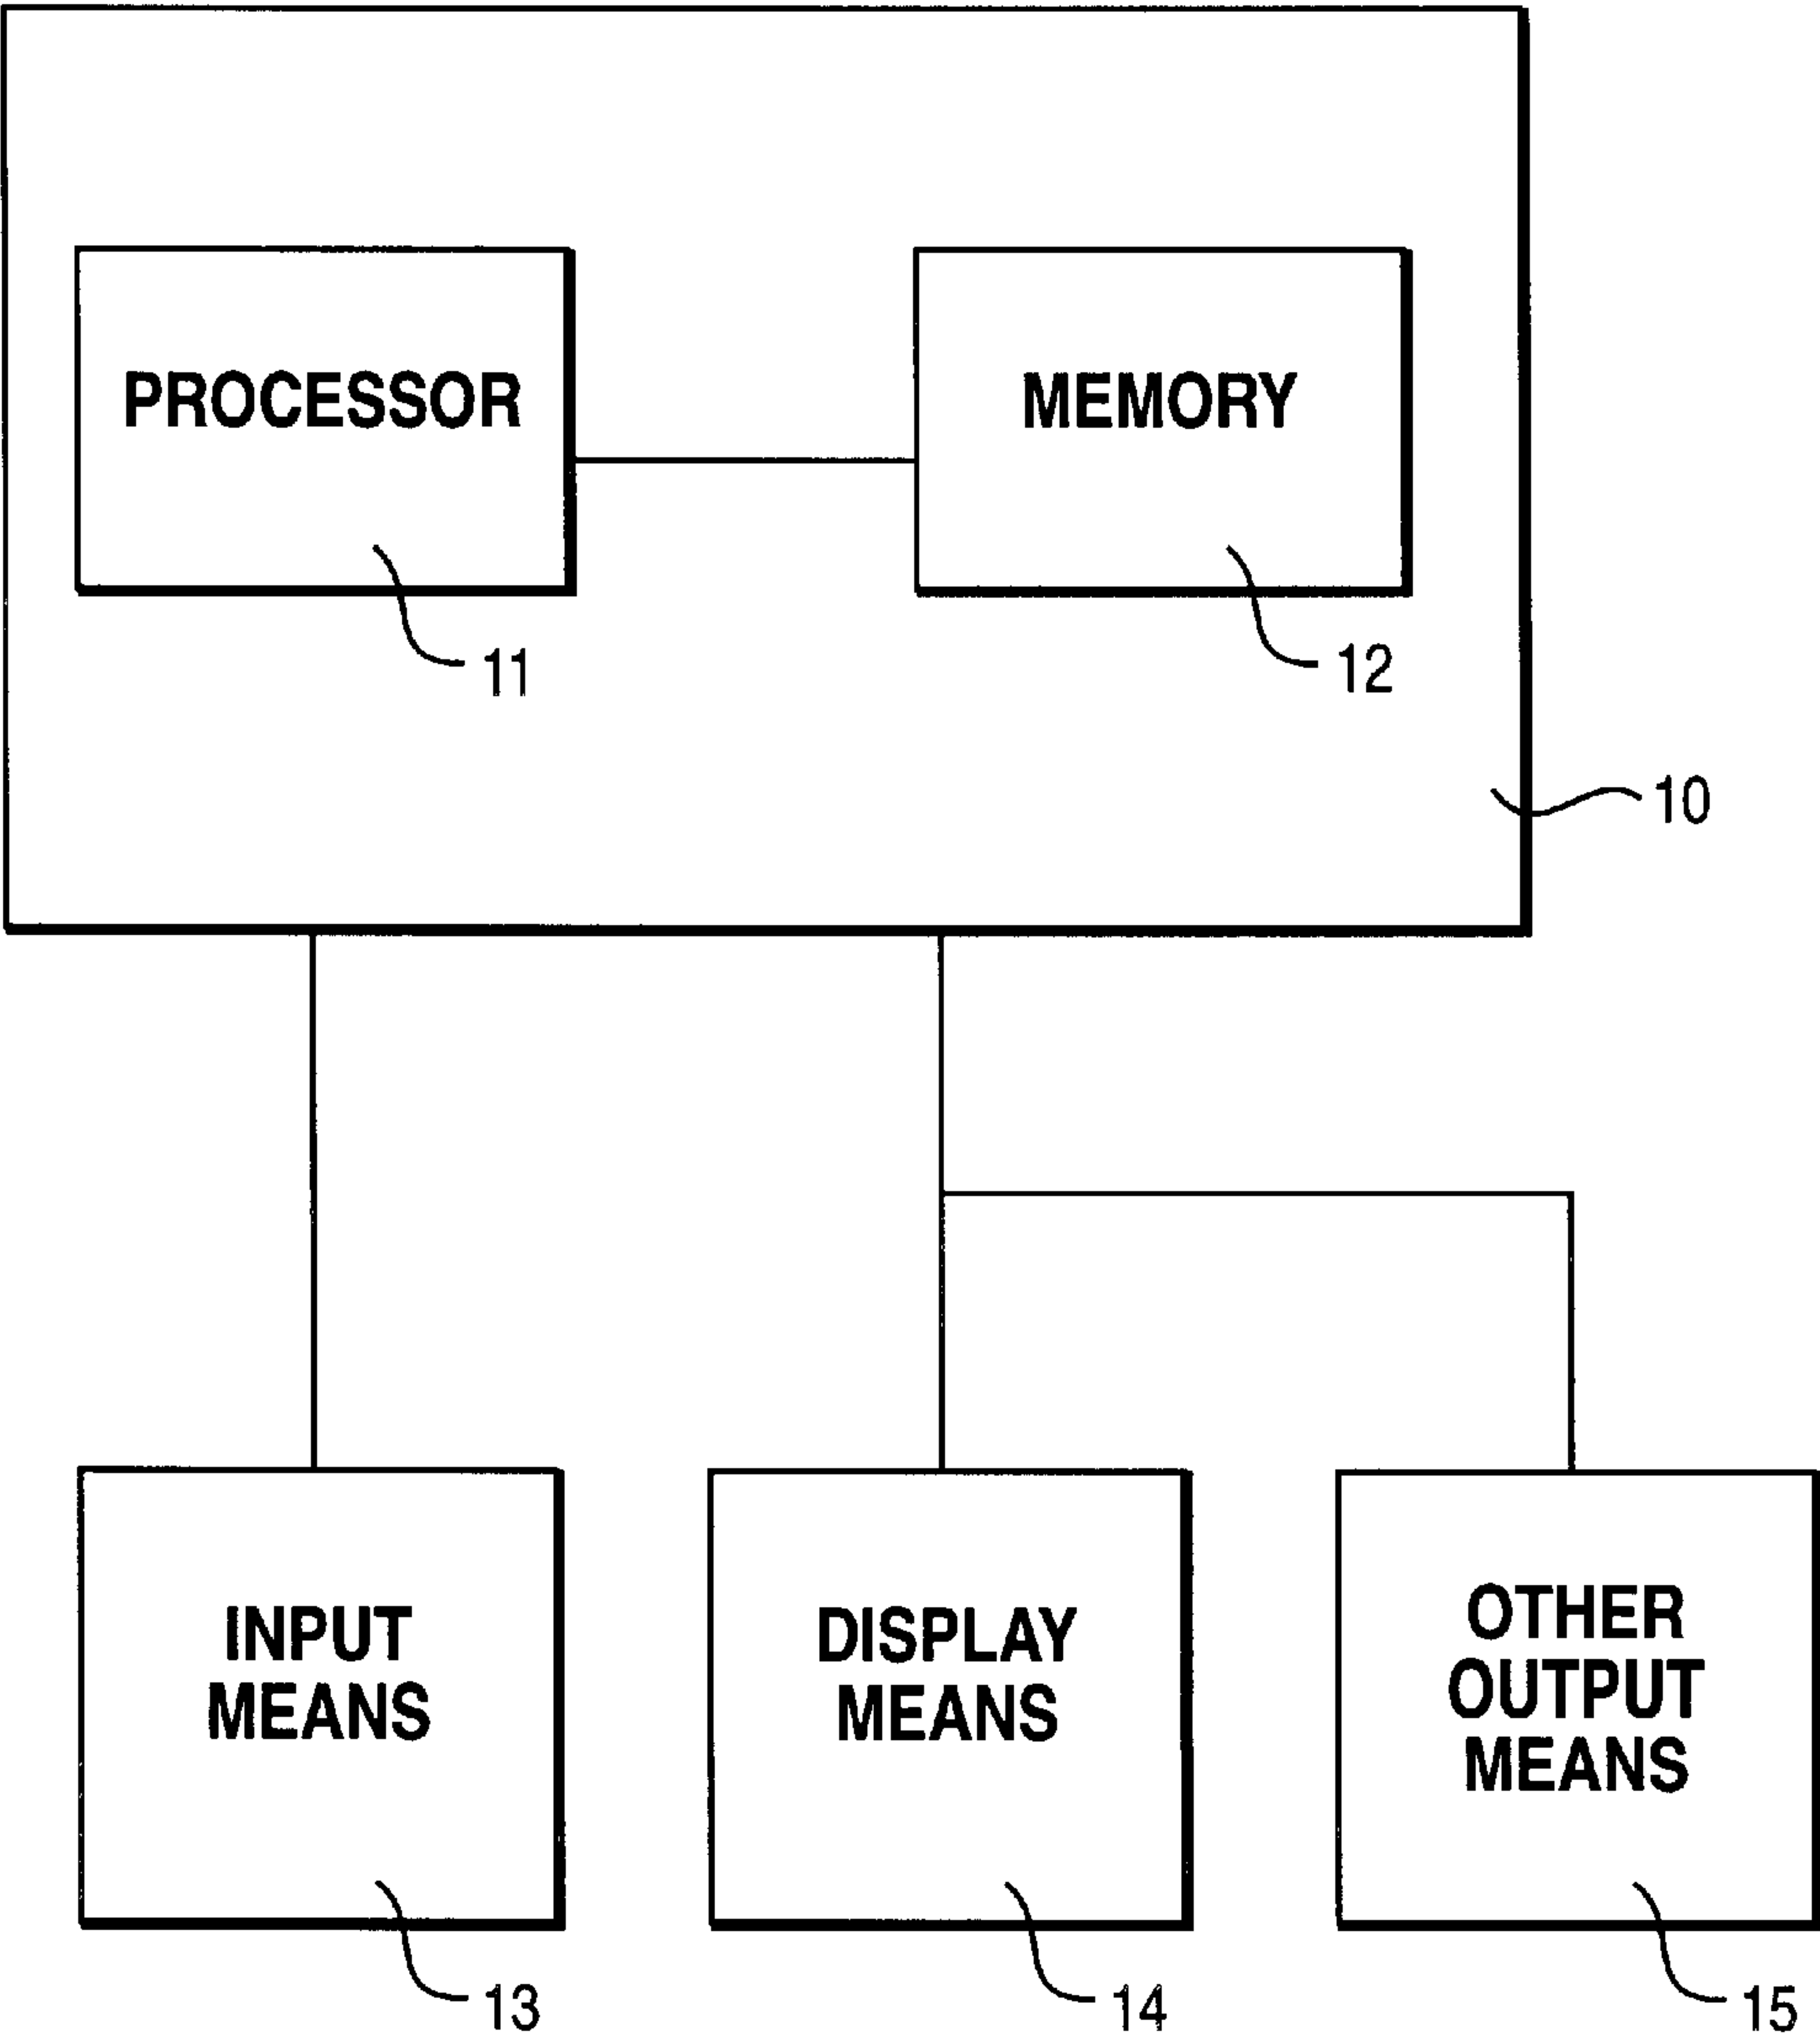 PROCESSOR
MEMORY
11
12
10
INPUT
MEANS
DISPLAY
MEANS
OTHER
OUTPUT
MEANS
13
14
15